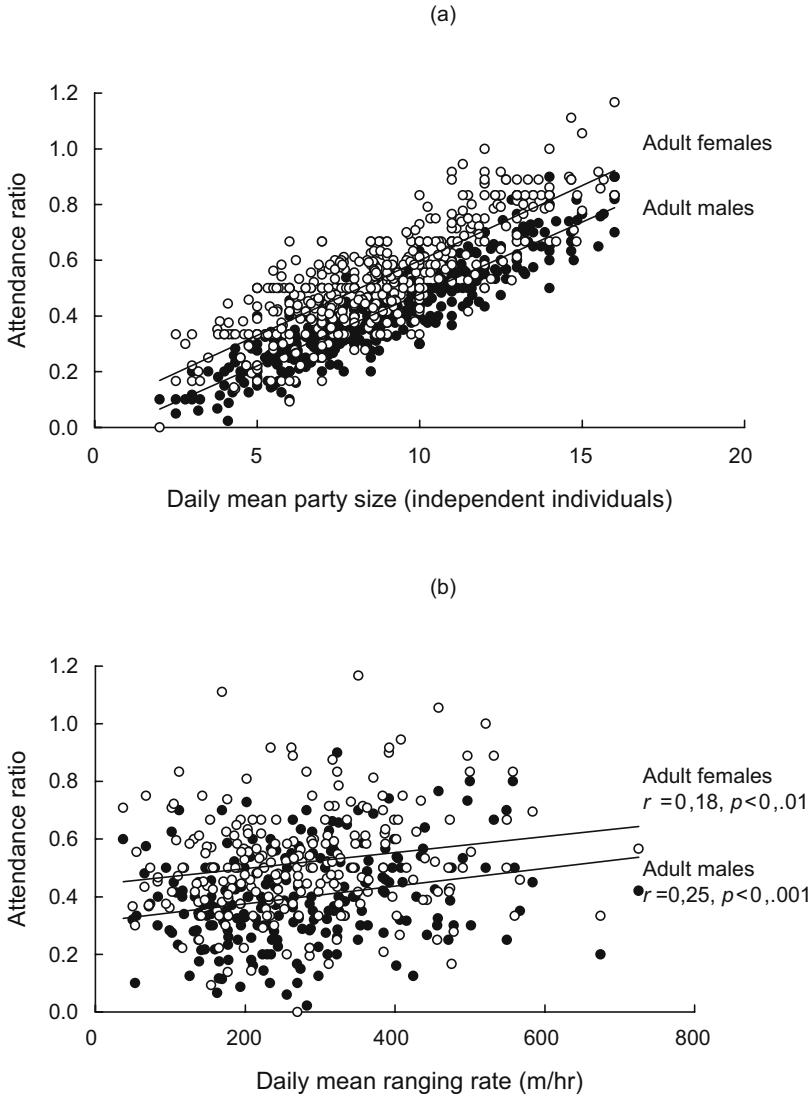 (a)
1.2
1.0
0.8
0.6
0.4
0.2
0.0
Attendance ratio
Adult females
Adult males
0
5
10
15
20
Daily mean party size (independent individuals)
(b)
1.2
1.0
0.8
0.6
0.4
0.2
0.0
Attendance ratio
Adult females
r =0,18, p<0,.01
Adult males
r=0,25, p<0,.001
0
200
400
600
800
Daily mean ranging rate (m/hr)